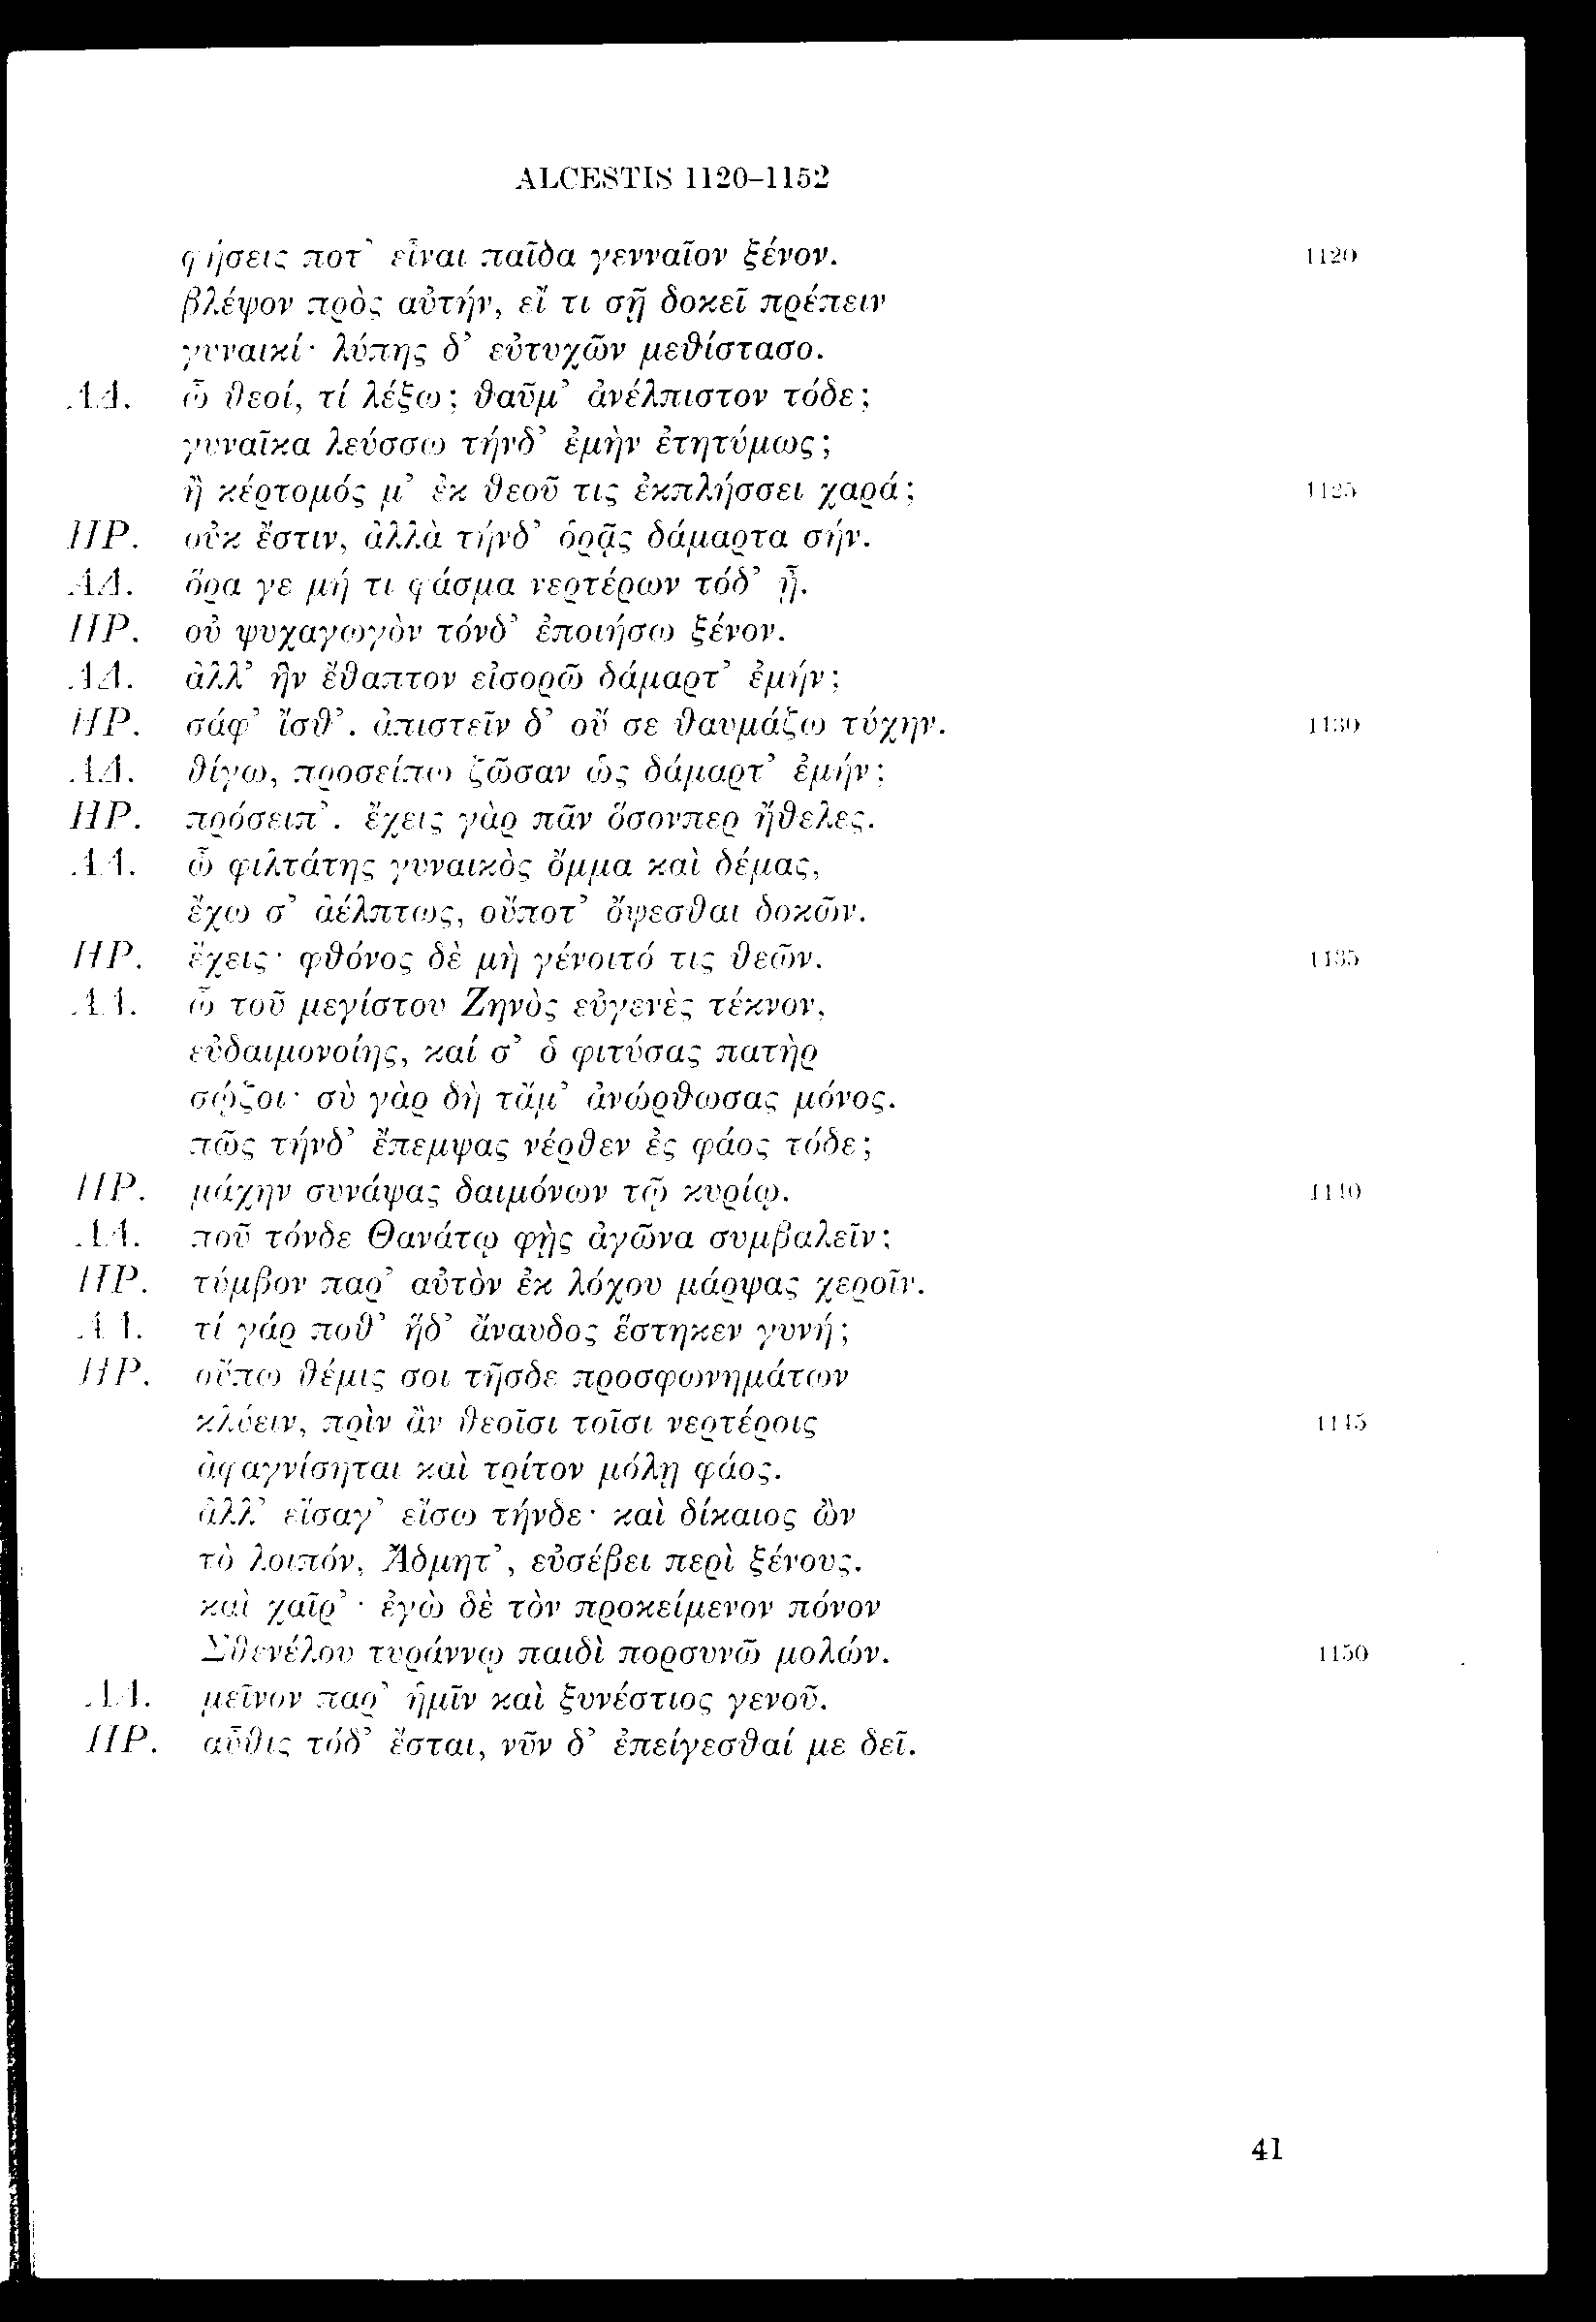 ALCESTIS 1120–1152
φήσεις ποτ’ εἶναι παῖδα γενναῖον ξένον. 1120
βλέψον πρὸς αὐτήν, εἴ τι σῇ δοκεῖ πρέπειν
γυναικί· λύπης δ’ εὐτυχῶν μεθίστασο.
ΑΔ. ὦ θεοί, τί λέξω; θαῦμ’ ἀνέλπιστον τόδε;
γυναῖκα λεύσσω τήνδ’ ἐμὴν ἐτητύμως;
ἢ κέρτομός μ’ ἐκ θεοῦ τις ἐκπλήσσει χαρά; 1125
ΗΡ. οὐκ ἔστιν, ἀλλὰ τήνδ’ ὁρᾷς δάμαρτα σήν.
ΑΔ. ὅρα γε μή τι φάσμα νερτέρων τόδ’ ᾖ.
ΗΡ. οὐ ψυχαγωγὸν τόνδ’ ἐποιήσω ξένον.
ΑΔ. ἀλλ’ ἣν ἔθαπτον εἰσορῶ δάμαρτ’ ἐμήν;
ΗΡ. σάφ’ ἴσθ’. ἀπιστεῖν δ’ οὔ σε θαυμάζω τύχην. 1130
ΑΔ. θίγω, προσείπω ζῶσαν ὡς δάμαρτ’ ἐμήν;
ΗΡ. πρόσειπ’. ἔχεις γὰρ πᾶν ὅσονπερ ἤθελες.
ΑΔ. ὦ φιλτάτης γυναικὸς ὄμμα καὶ δέμας,
ἔχω σ’ ἀέλπτως, οὔποτ’ ὄψεσθαι δοκῶν.
ΗΡ. ἔχεις· φθόνος δὲ μὴ γένοιτό τις θεῶν. 1135
ΑΔ. ὦ τοῦ μεγίστου Ζηνὸς εὐγενὲς τέκνον,
εὐδαιμονοίης, καί σ’ ὁ φιτύσας πατὴρ
σῴζοι· σὺ γὰρ δὴ τἄμ’ ἀνώρθωσας μόνος.
πῶς τήνδ’ ἔπεμψας νέρθεν ἐς φάος τόδε;
ΗΡ. μάχην συνάψας δαιμόνων τῷ κυρίῳ. 1140
ΑΔ. ποῦ τόνδε Θανάτῳ φῂς ἀγῶνα συμβαλεῖν;
ΗΡ. τύμβον παρ’ αὐτὸν ἐκ λόχου μάρψας χεροῖν.
ΑΔ. τί γάρ ποθ’ ἥδ’ ἄναυδος ἕστηκεν γυνή;
ΗΡ. οὔπω θέμις σοι τῆσδε προσφωνημάτων
κλύειν, πρὶν ἂν θεοῖσι τοῖσι νερτέροις 1145
ἀφαγνίσηται καὶ τρίτον μόλῃ φάος.
ἀλλ’ εἴσαγ’ εἴσω τήνδε· καὶ δίκαιος ὢν
τὸ λοιπόν, Ἄδμητ’, εὐσέβει περὶ ξένους.
καὶ χαῖρ’· ἐγὼ δὲ τὸν προκείμενον πόνον
Σθενέλου τυράννῳ παιδὶ πορσυνῶ μολών. 1150
ΑΔ. μεῖνον παρ’ ἡμῖν καὶ ξυνέστιος γενοῦ.
ΗΡ. αὖθις τόδ’ ἔσται, νῦν δ’ ἐπείγεσθαί με δεῖ.
41